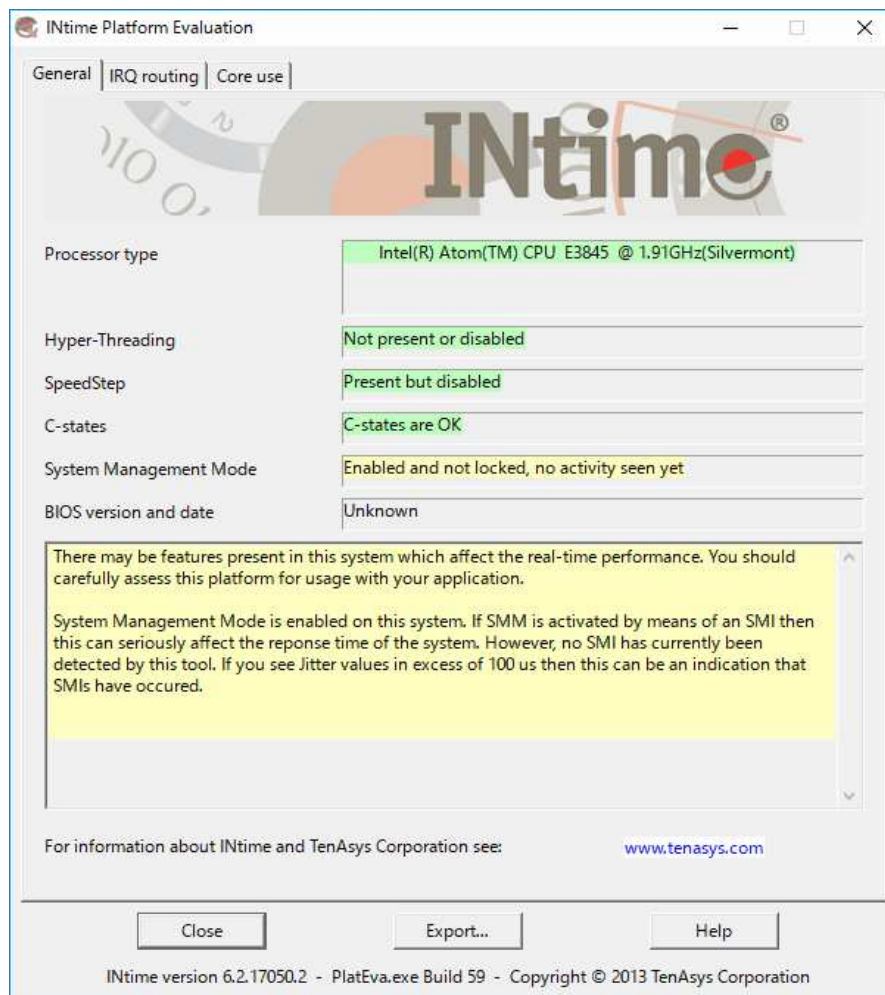 INtime Platform Evaluation
General IRQ routing Core use
INtime®
Processor type Intel(R) Atom(TM) CPU E3845 @ 1.91GHz(Silvermont)
Hyper-Threading Not present or disabled
SpeedStep Present but disabled
C-states C-states are OK
System Management Mode Enabled and not locked, no activity seen yet
BIOS version and date Unknown
There may be features present in this system which affect the real-time performance. You should
carefully assess this platform for usage with your application.
System Management Mode is enabled on this system. If SMM is activated by means of an SMI then
this can seriously affect the reponse time of the system. However, no SMI has currently been
detected by this tool. If you see Jitter values in excess of 100 us then this can be an indication that
SMIs have occured.
For information about INtime and TenAsys Corporation see: www.tenasys.com
Close Export... Help
INtime version 6.2.17050.2 - PlatEva.exe Build 59 - Copyright © 2013 TenAsys Corporation